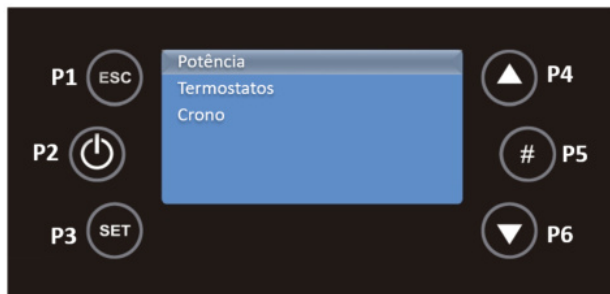 P1 ESC
P2
P3 SET
Potência
Termostatos
Crono
P4
# P5
P6